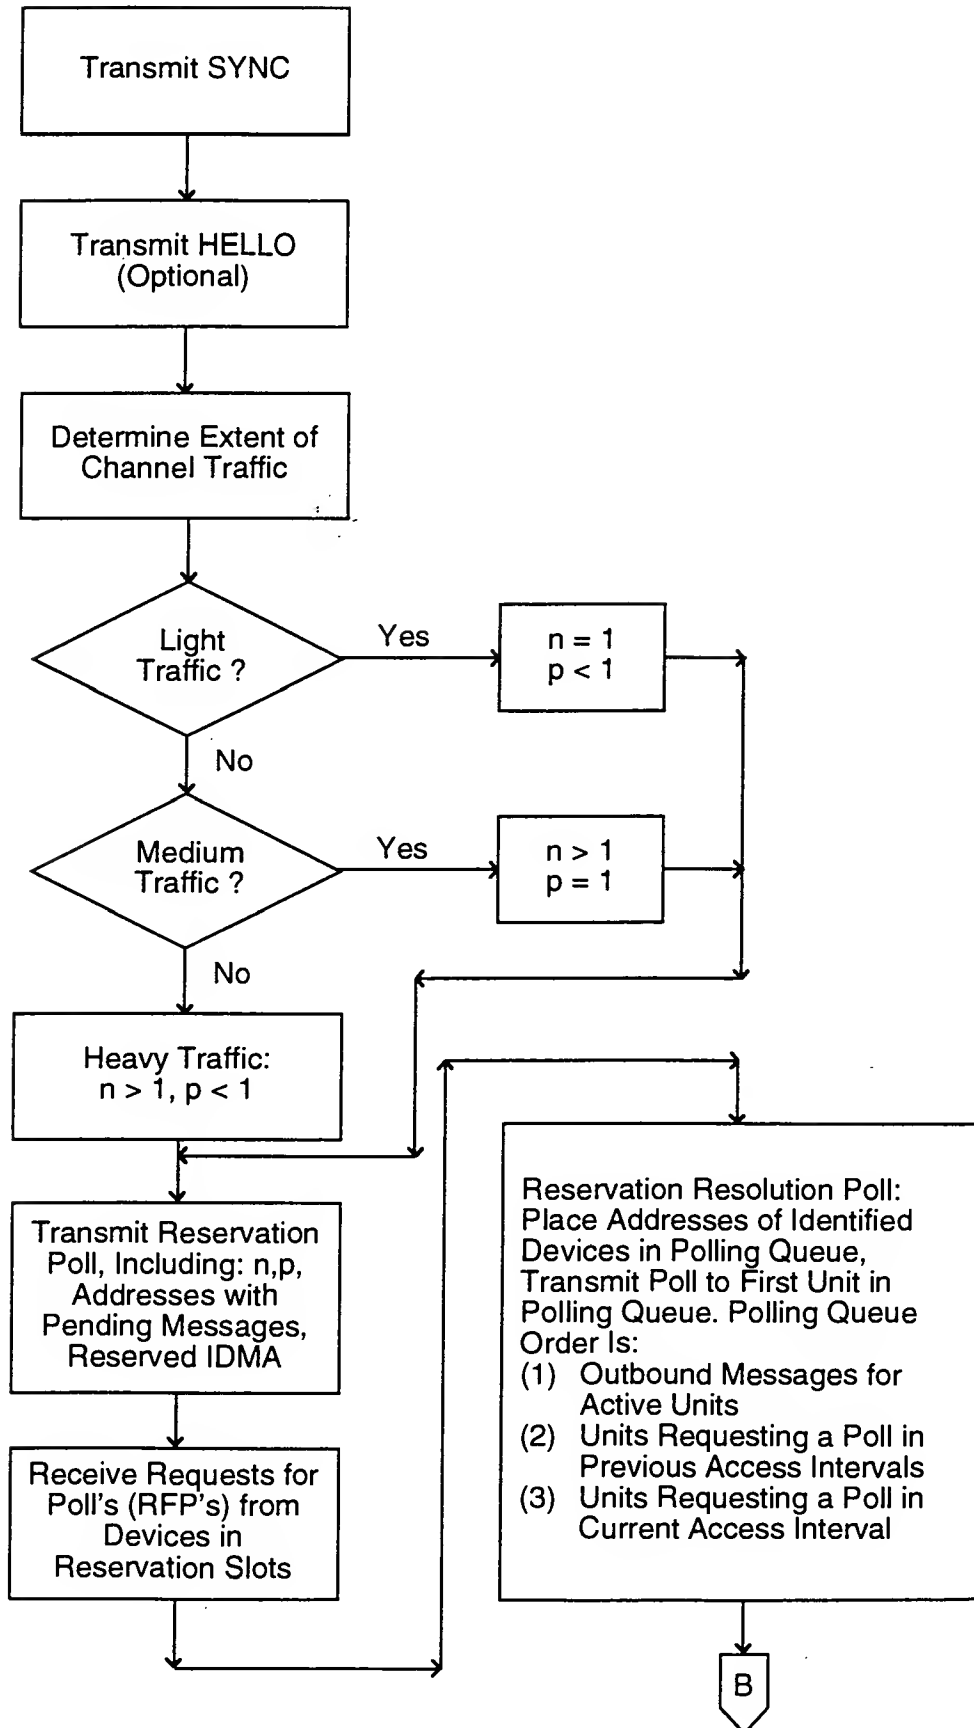 Transmit SYNC
Transmit HELLO
(Optional)
Determine Extent of
Channel Traffic
Light
Traffic ?
Yes
n = 1
p < 1
No
Medium
Traffic ?
Yes
n > 1
p = 1
No
Heavy Traffic:
n > 1, p < 1
Transmit Reservation
Poll, Including: n,p,
Addresses with
Pending Messages,
Reserved IDMA
Receive Requests for
Poll's (RFP's) from
Devices in
Reservation Slots
Reservation Resolution Poll:
Place Addresses of Identified
Devices in Polling Queue,
Transmit Poll to First Unit in
Polling Queue. Polling Queue
Order Is:
(1) Outbound Messages for
Active Units
(2) Units Requesting a Poll in
Previous Access Intervals
(3) Units Requesting a Poll in
Current Access Interval
B